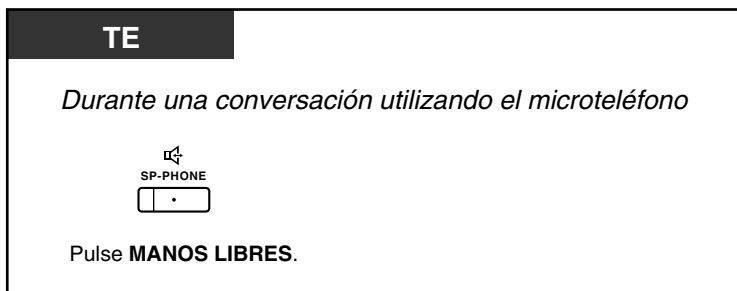 TE
Durante una conversación utilizando el microteléfono
SP-PHONE
Pulse MANOS LIBRES.